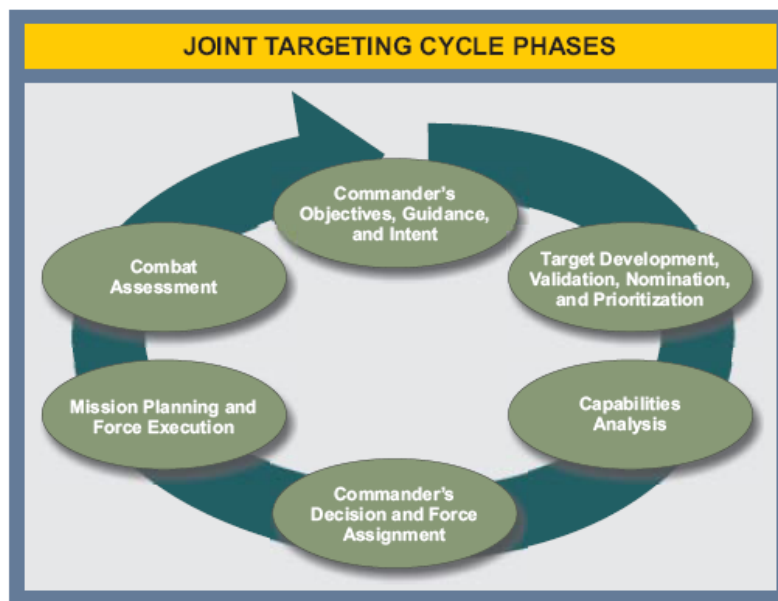 JOINT TARGETING CYCLE PHASES
Commander's
Objectives, Guidance,
and Intent
Target Development,
Validation, Nomination,
and Prioritization
Capabilities
Analysis
Commander's
Decision and Force
Assignment
Mission Planning and
Force Execution
Combat
Assessment